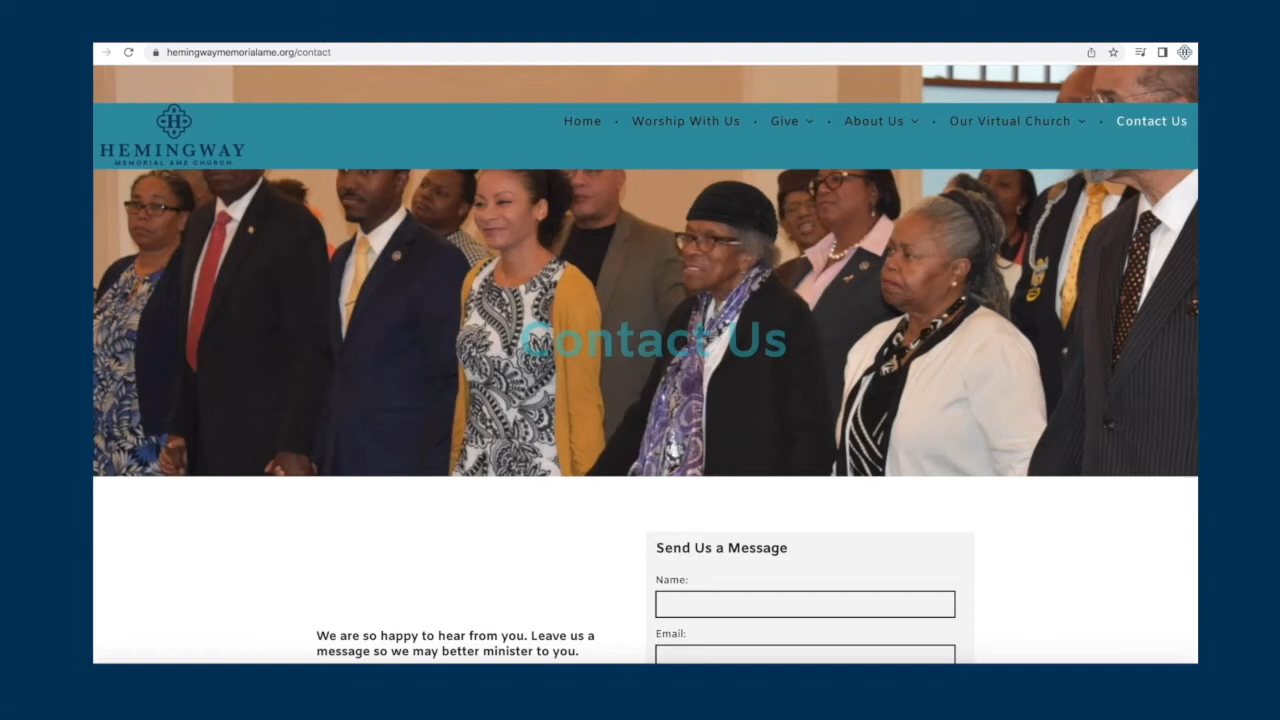 hemingwaymemorialame.org/contact
H
HEMINGWAY
MEMORIAL AME CHURCH
Home · Worship With Us · Give · About Us · Our Virtual Church · Contact Us
Contact Us
Send Us a Message
Name:
Email:
We are so happy to hear from you. Leave us a
message so we may better minister to you.